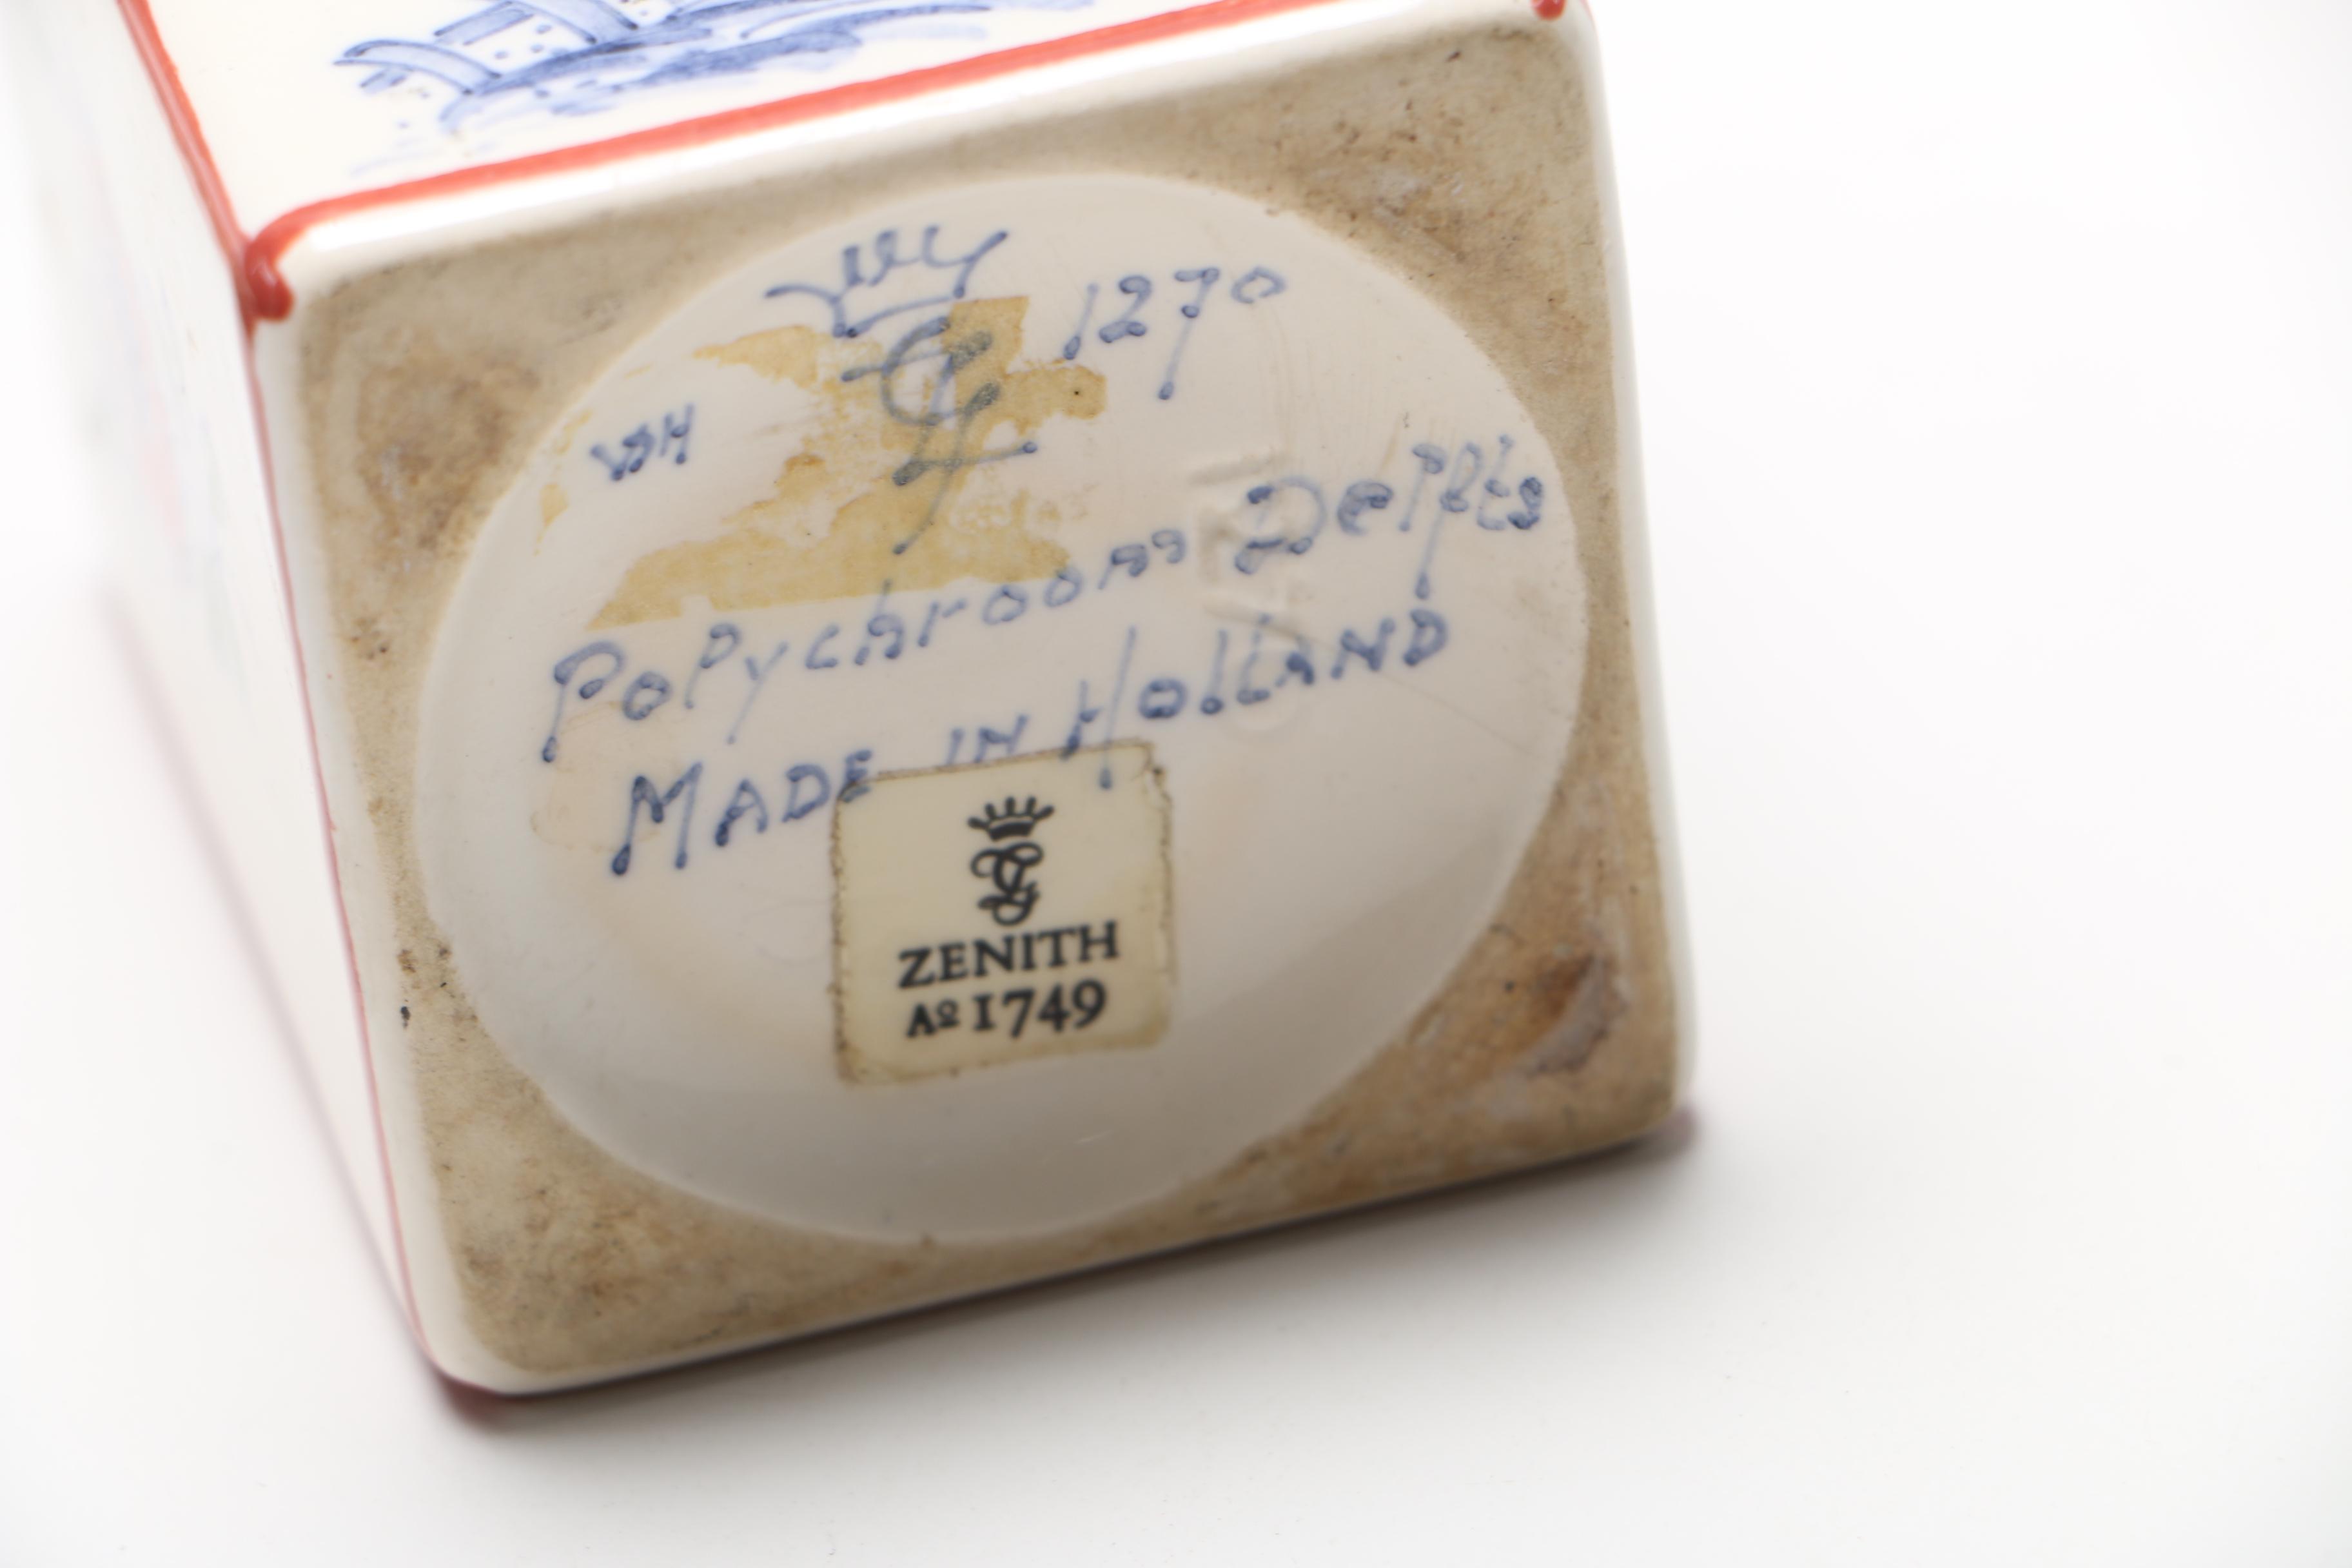 1270
WH
Polychroom Delfts
MADE IN HollAND
ZENITH
Aº 1749